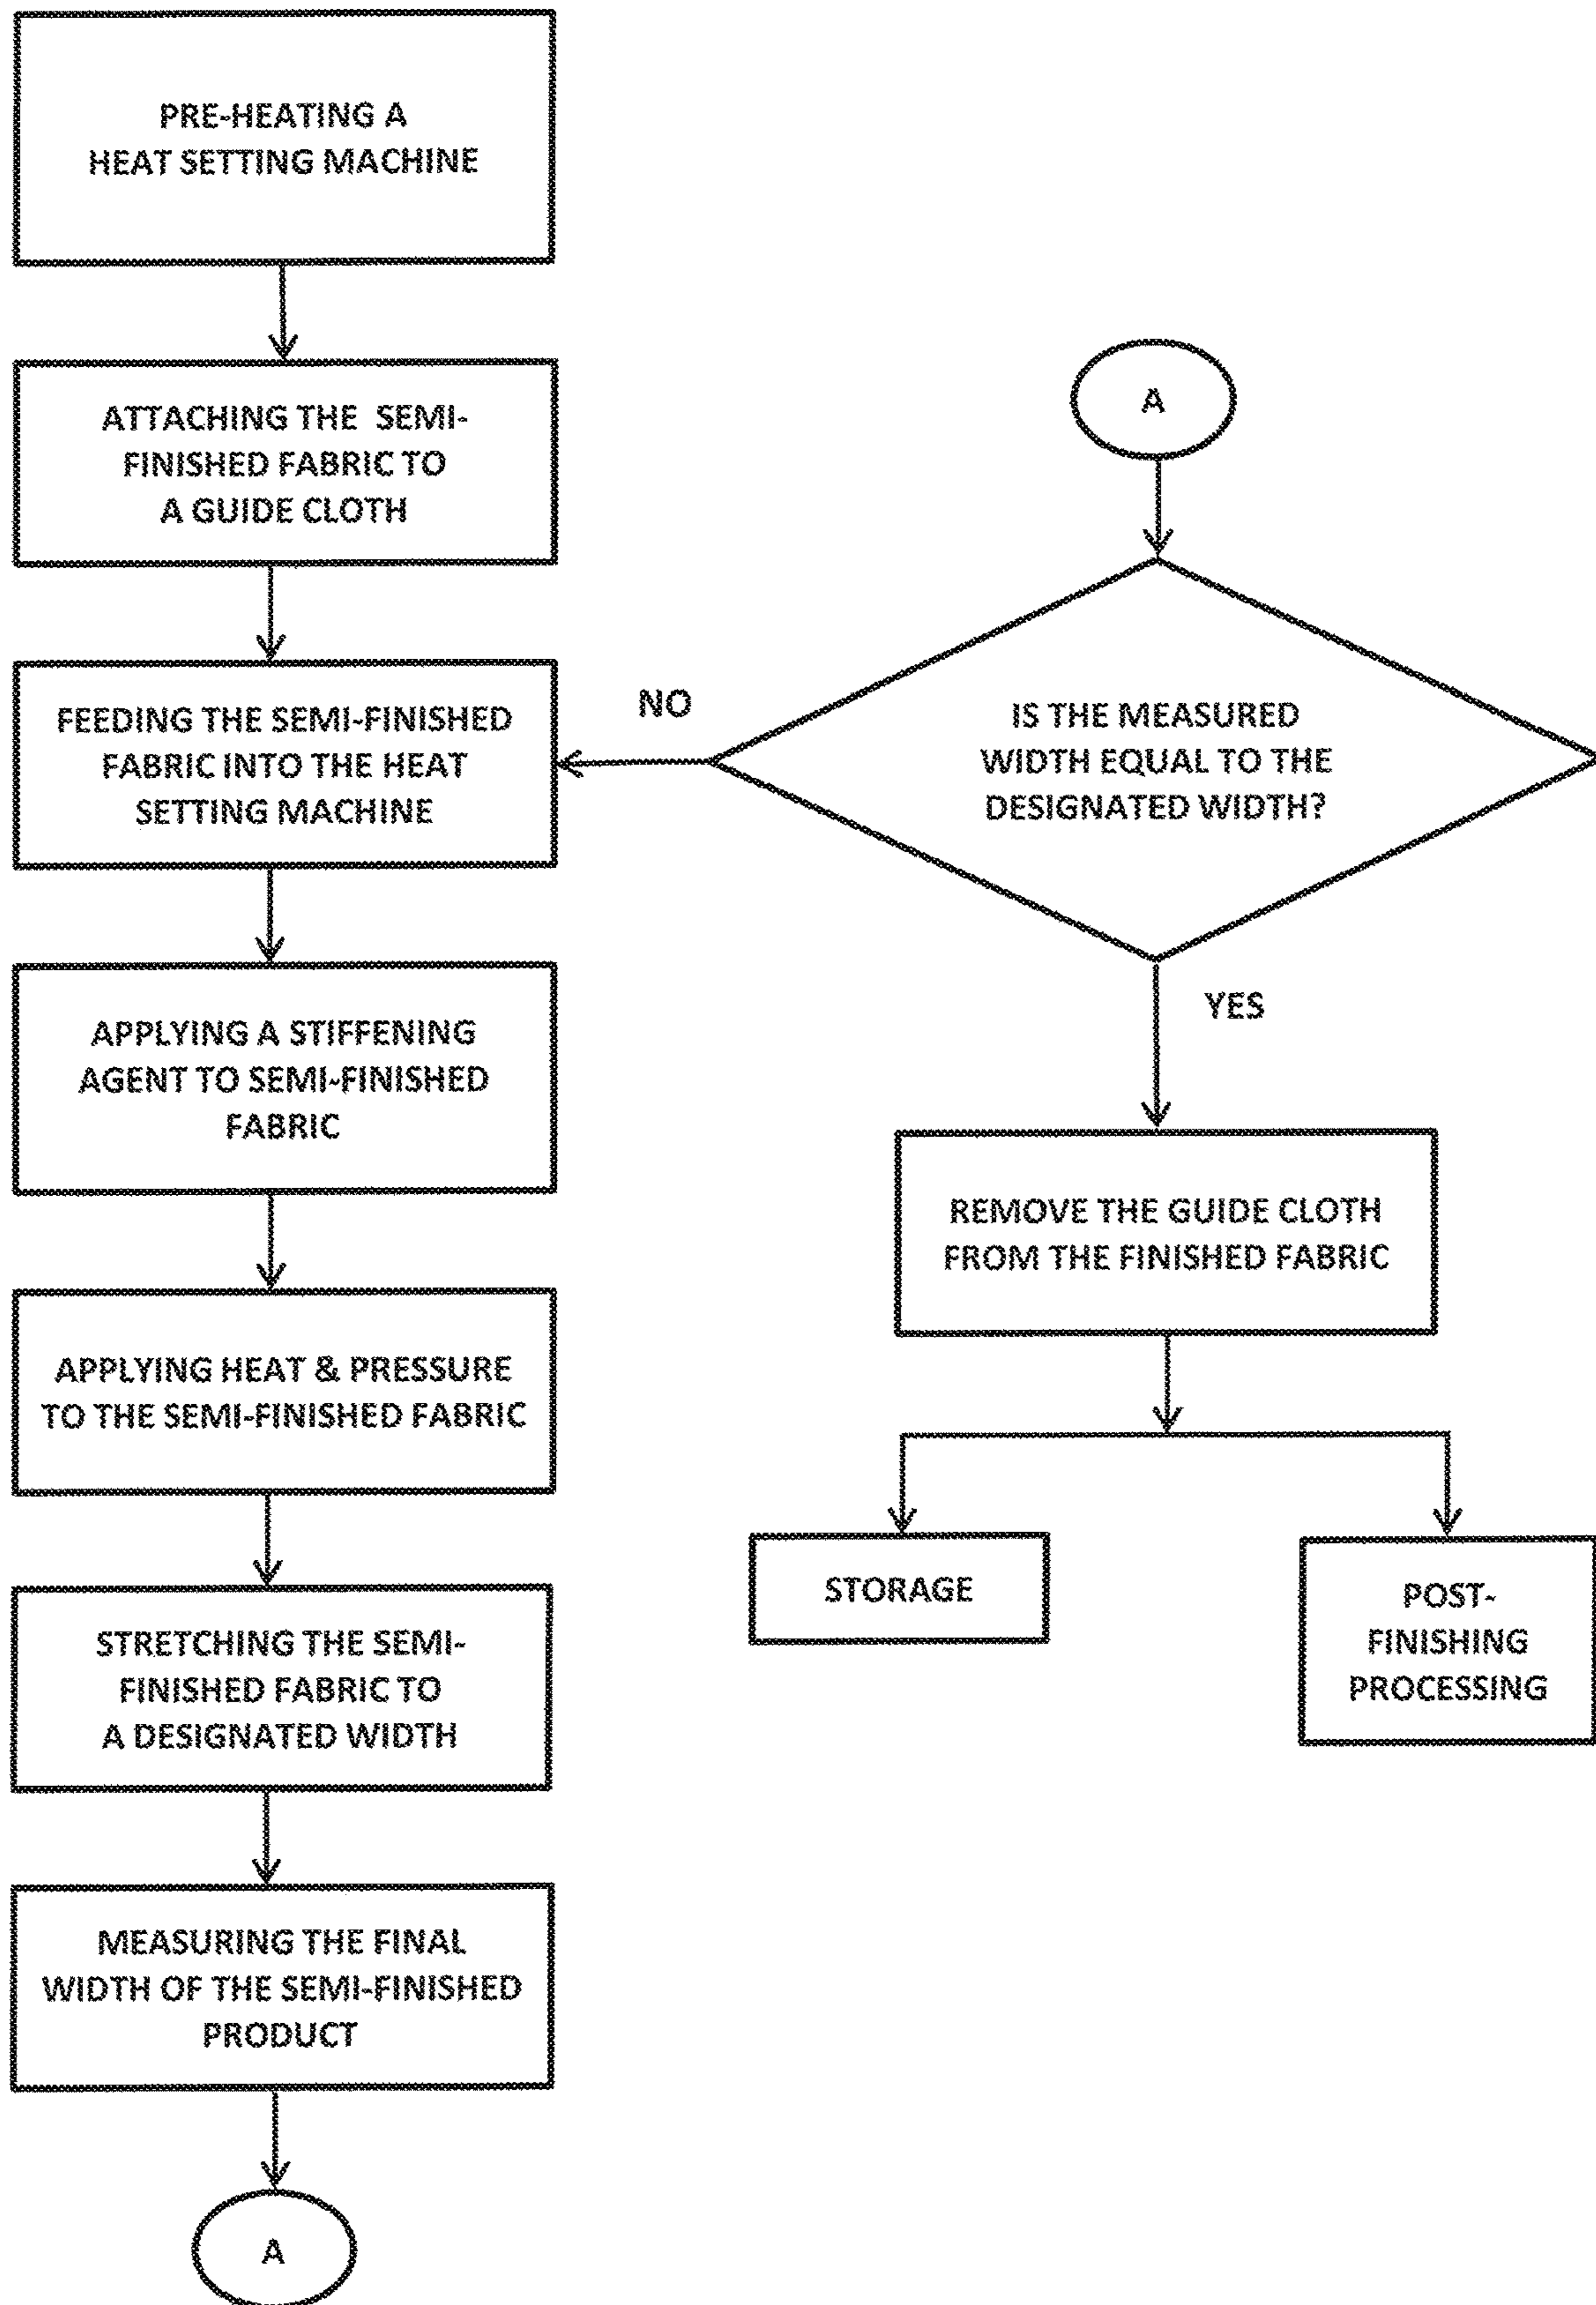 PRE-HEATING A
HEAT SETTING MACHINE
ATTACHING THE SEMI-
FINISHED FABRIC TO
A GUIDE CLOTH
FEEDING THE SEMI-FINISHED
FABRIC INTO THE HEAT
SETTING MACHINE
APPLYING A STIFFENING
AGENT TO SEMI-FINISHED
FABRIC
APPLYING HEAT & PRESSURE
TO THE SEMI-FINISHED FABRIC
STRETCHING THE SEMI-
FINISHED FABRIC TO
A DESIGNATED WIDTH
MEASURING THE FINAL
WIDTH OF THE SEMI-FINISHED
PRODUCT
A
A
IS THE MEASURED
WIDTH EQUAL TO THE
DESIGNATED WIDTH?
NO
YES
REMOVE THE GUIDE CLOTH
FROM THE FINISHED FABRIC
STORAGE
POST-
FINISHING
PROCESSING